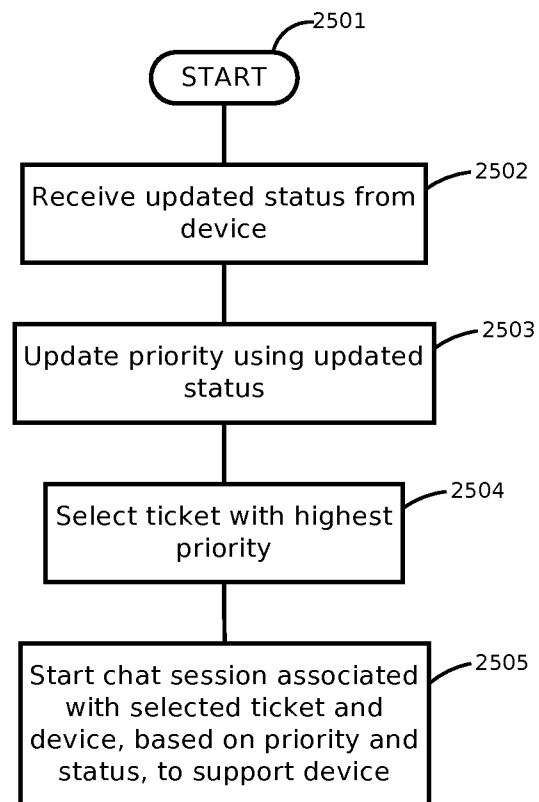 2501
START
2502
Receive updated status from
device
2503
Update priority using updated
status
2504
Select ticket with highest
priority
2505
Start chat session associated
with selected ticket and
device, based on priority and
status, to support device